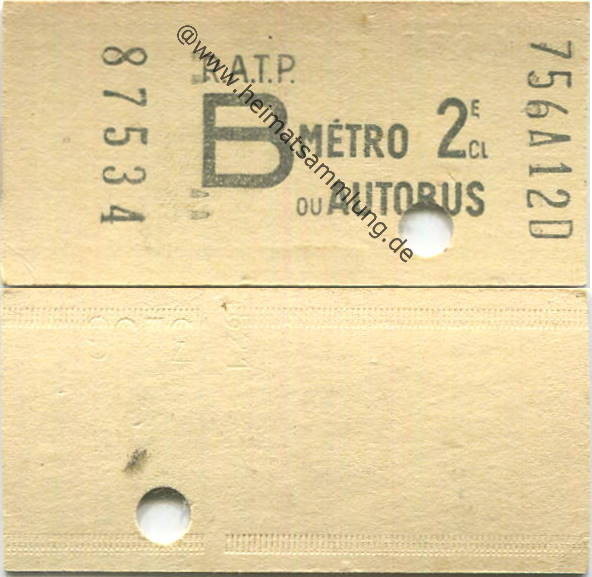 87534
R.A.T.P.
B MÉTRO 2E CL
OU AUTOBUS
756A12D
@www.heimatsammlung.de